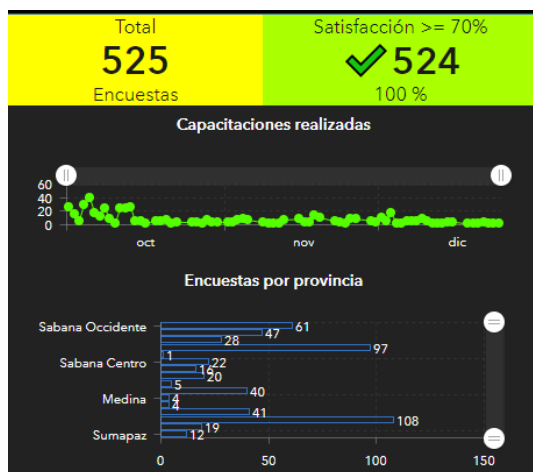 Total
525
Encuestas
Satisfacción >= 70%
524
100 %
Capacitaciones realizadas
60
40
20
0
oct nov dic
Encuestas por provincia
Sabana Occidente
61
47
28
97
1
Sabana Centro
22
16
20
5
40
Medina
4
4
41
108
19
Sumapaz
12
0 50 100 150